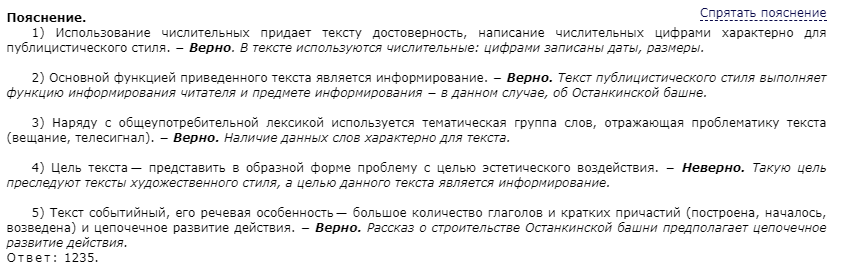 Спрятать пояснение
Пояснение.
1) Использование числительных придает тексту достоверность, написание числительных цифрами характерно для
публицистического стиля. − Верно. В тексте используются числительные: цифрами записаны даты, размеры.
2) Основной функцией приведенного текста является информирование. − Верно. Текст публицистического стиля выполняет
функцию информирования читателя и предмете информирования − в данном случае, об Останкинской башне.
3) Наряду с общеупотребительной лексикой используется тематическая группа слов, отражающая проблематику текста
(вещание, телесигнал). − Верно. Наличие данных слов характерно для текста.
4) Цель текста — представить в образной форме проблему с целью эстетического воздействия. − Неверно. Такую цель
преследуют тексты художественного стиля, а целью данного текста является информирование.
5) Текст событийный, его речевая особенность — большое количество глаголов и кратких причастий (построена, началось,
возведена) и цепочечное развитие действия. − Верно. Рассказ о строительстве Останкинской башни предполагает цепочечное
развитие действия.
Ответ: 1235.